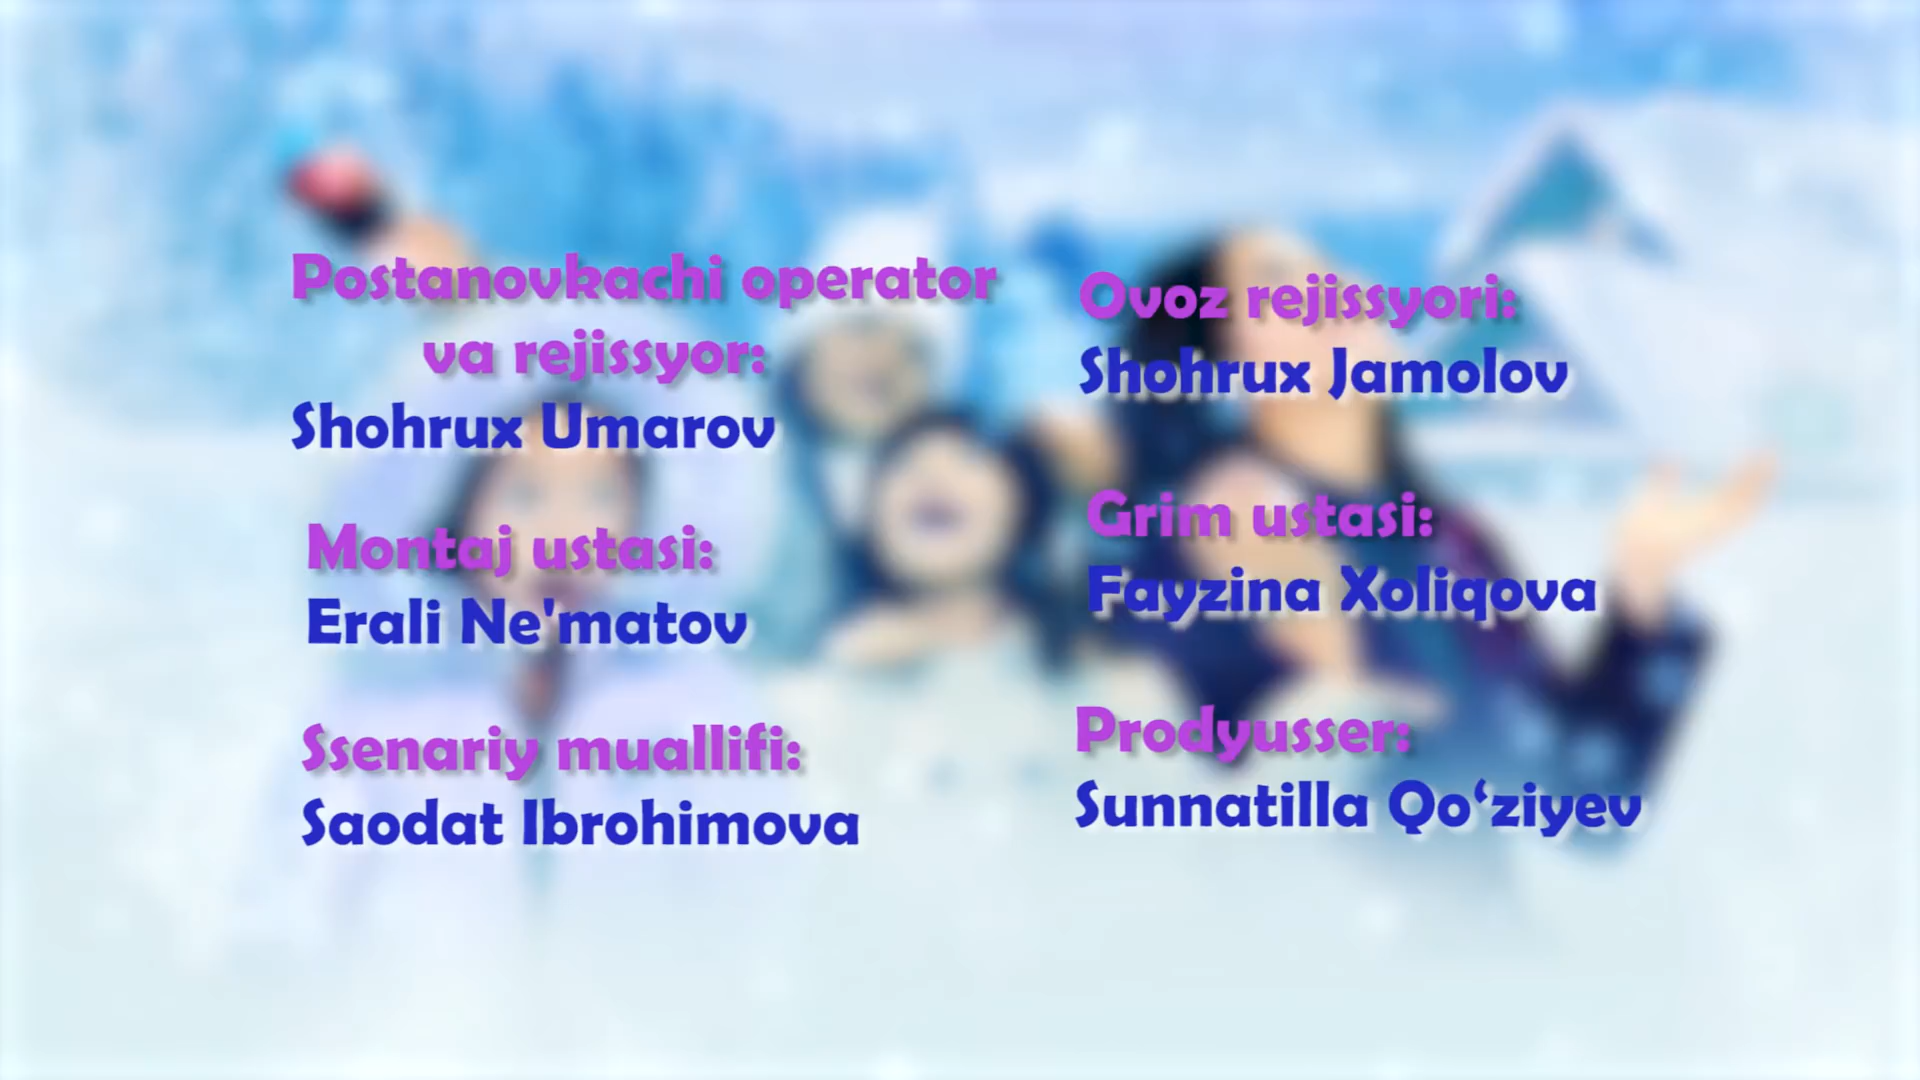 Postanovkachi operator
va rejissyor:
Shohrux Umarov
Montaj ustasi:
Erali Ne'matov
Ssenariy muallifi:
Saodat Ibrohimova
Ovoz rejissyori:
Shohrux Jamolov
Grim ustasi:
Fayzina Xoliqova
Prodyusser:
Sunnatilla Qo‘ziyev